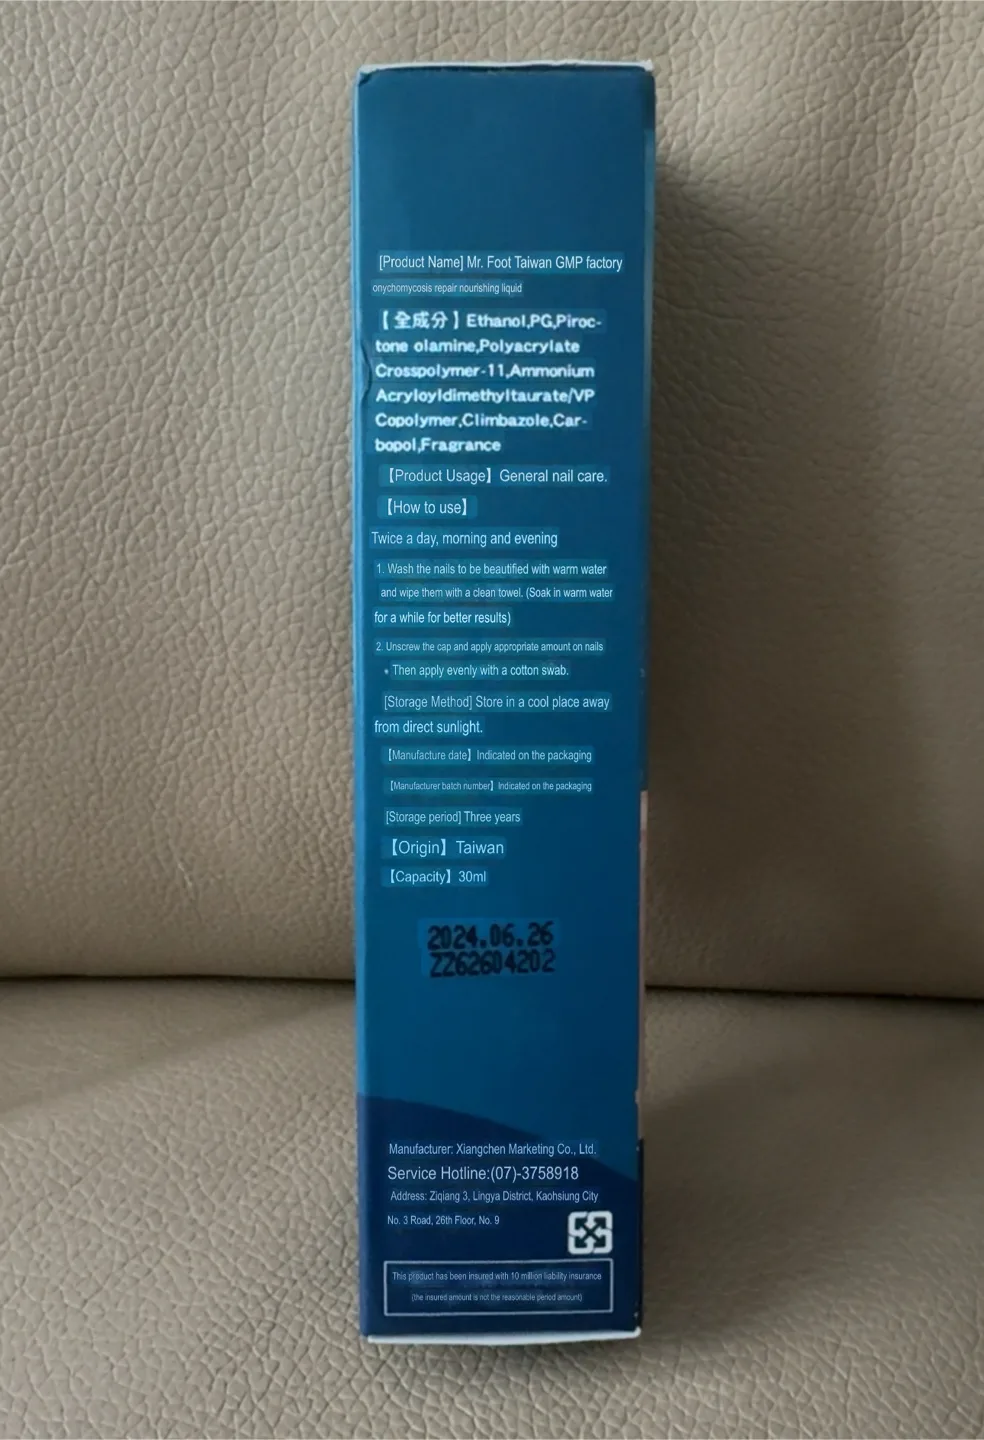 [Product Name] Mr. Foot Taiwan GMP factory
onychomycosis repair nourishing liquid
【全成分】Ethanol,PG,Piroc-
tone olamine,Polyacrylate
Crosspolymer-11,Ammonium
Acryloyldimethyltaurate/VP
Copolymer,Climbazole,Car-
bopol,Fragrance
【Product Usage】General nail care.
【How to use】
Twice a day, morning and evening
1. Wash the nails to be beautified with warm water
and wipe them with a clean towel. (Soak in warm water
for a while for better results)
2. Unscrew the cap and apply appropriate amount on nails
• Then apply evenly with a cotton swab.
[Storage Method] Store in a cool place away
from direct sunlight.
【Manufacture date】Indicated on the packaging
【Manufacturer batch number】Indicated on the packaging
[Storage period] Three years
【Origin】Taiwan
【Capacity】30ml
2024.06.26
ZZ62604202
Manufacturer: Xiangchen Marketing Co., Ltd.
Service Hotline:(07)-3758918
Address: Ziqiang 3, Lingya District, Kaohsiung City
No. 3 Road, 26th Floor, No. 9
This product has been insured with 10 million liability insurance
(the insured amount is not the reasonable period amount)